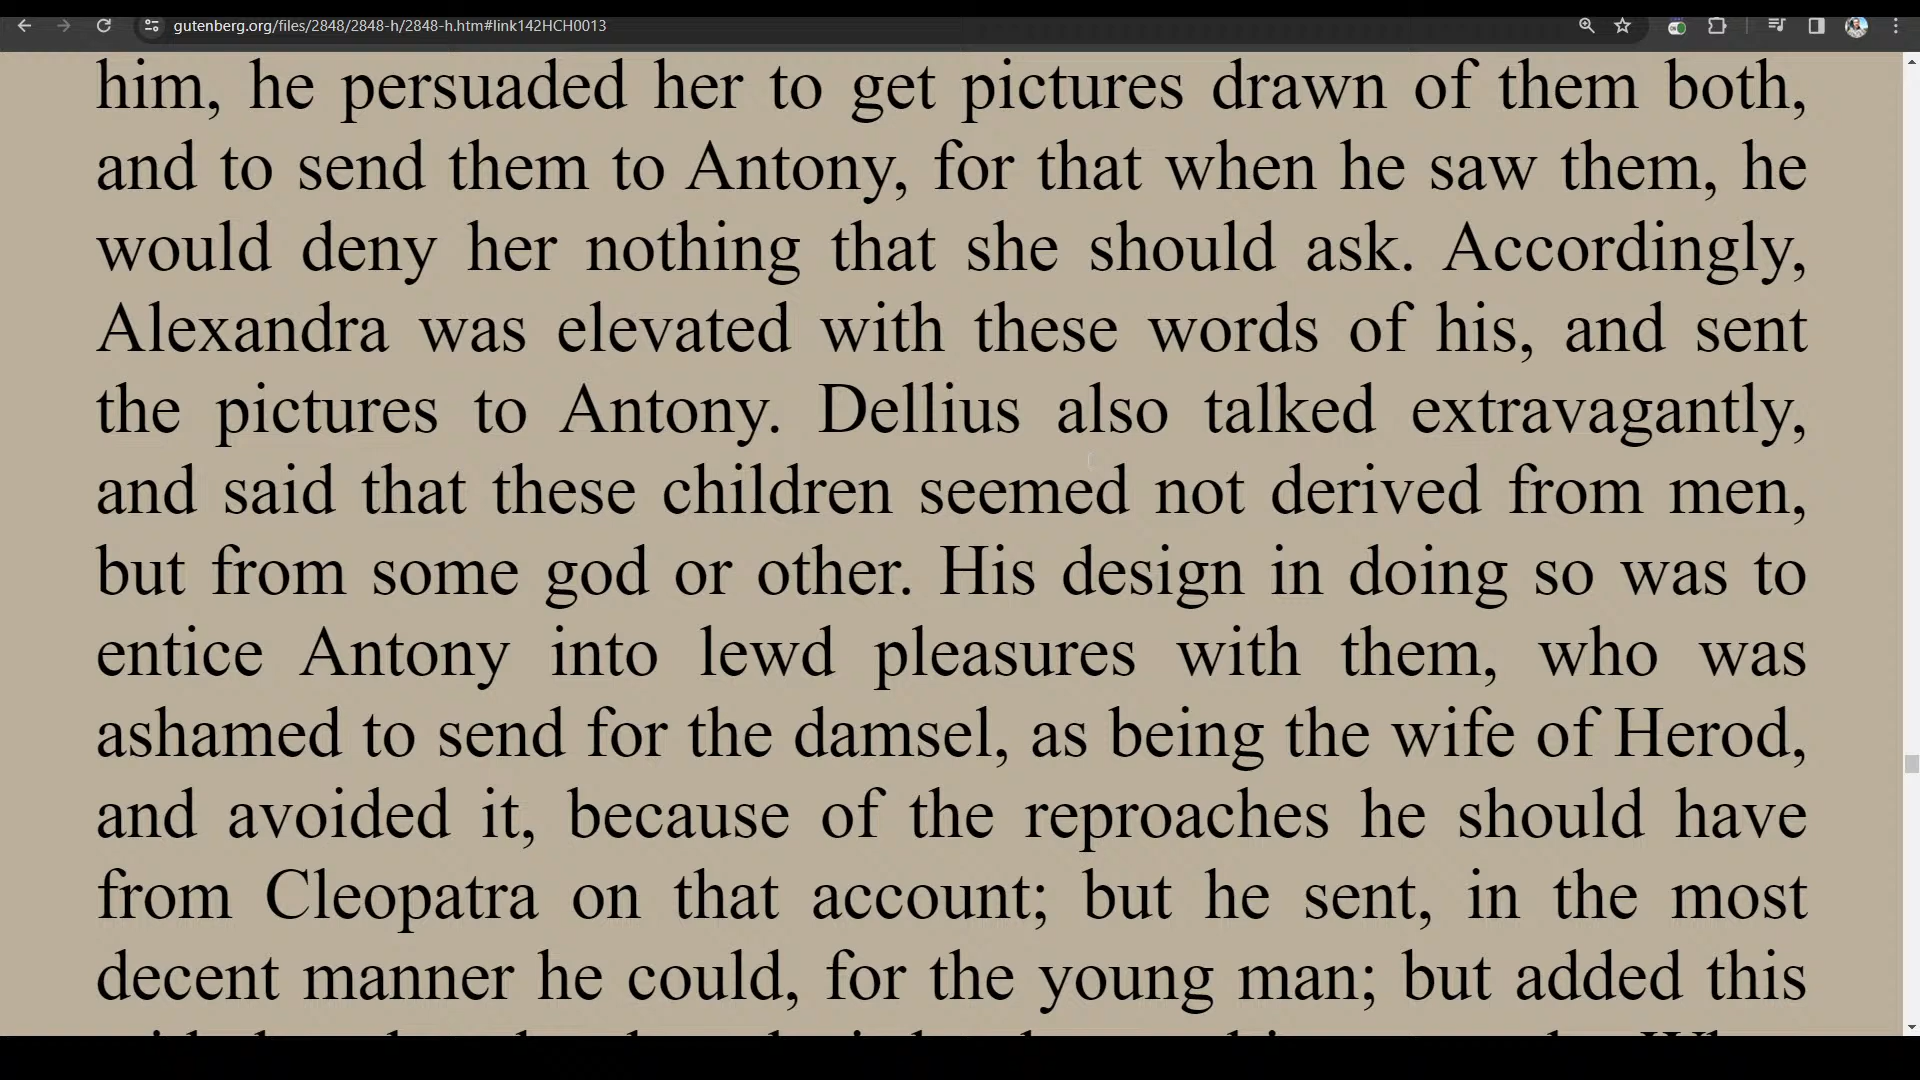 gutenberg.org/files/2848/2848-h/2848-h.htm#link142HCH0013
him, he persuaded her to get pictures drawn of them both,
and to send them to Antony, for that when he saw them, he
would deny her nothing that she should ask. Accordingly,
Alexandra was elevated with these words of his, and sent
the pictures to Antony. Dellius also talked extravagantly,
and said that these children seemed not derived from men,
but from some god or other. His design in doing so was to
entice Antony into lewd pleasures with them, who was
ashamed to send for the damsel, as being the wife of Herod,
and avoided it, because of the reproaches he should have
from Cleopatra on that account; but he sent, in the most
decent manner he could, for the young man; but added this